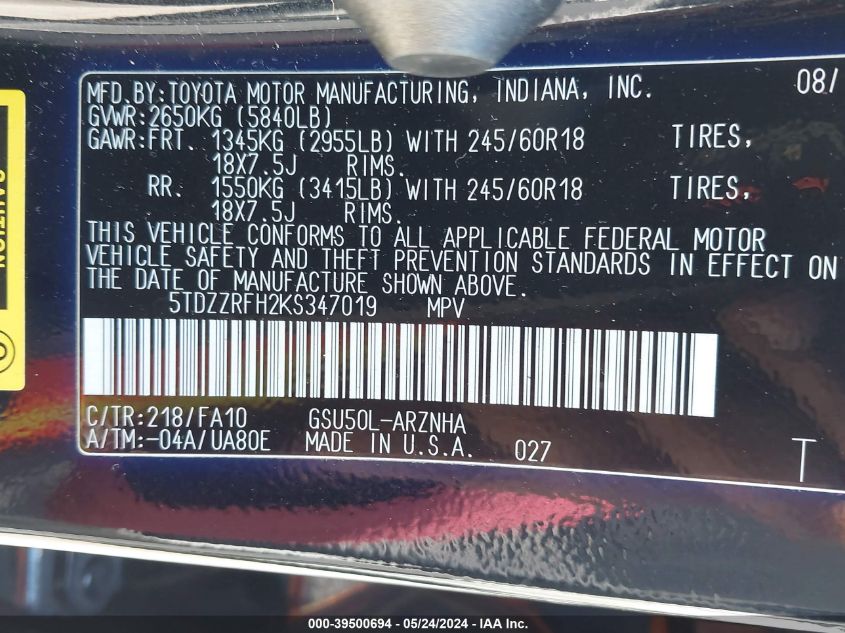 MFD. BY: TOYOTA MOTOR MANUFACTURING, INDIANA, INC. 08/
GVWR: 2650KG (5840LB)
GAWR: FRT. 1345KG (2955LB) WITH 245/60R18 TIRES,
18X7.5J RIMS.
RR. 1550KG (3415LB) WITH 245/60R18 TIRES,
18X7.5J RIMS.
THIS VEHICLE CONFORMS TO ALL APPLICABLE FEDERAL MOTOR
VEHICLE SAFETY AND THEFT PREVENTION STANDARDS IN EFFECT ON
THE DATE OF MANUFACTURE SHOWN ABOVE.
5TDZZRFH2KS347019 MPV
C/TR: 218/FA10 GSU50L-ARZNHA
A/TM: -04A/UA80E MADE IN U.S.A. 027 T
000-39500694 - 05/24/2024 - IAA Inc.